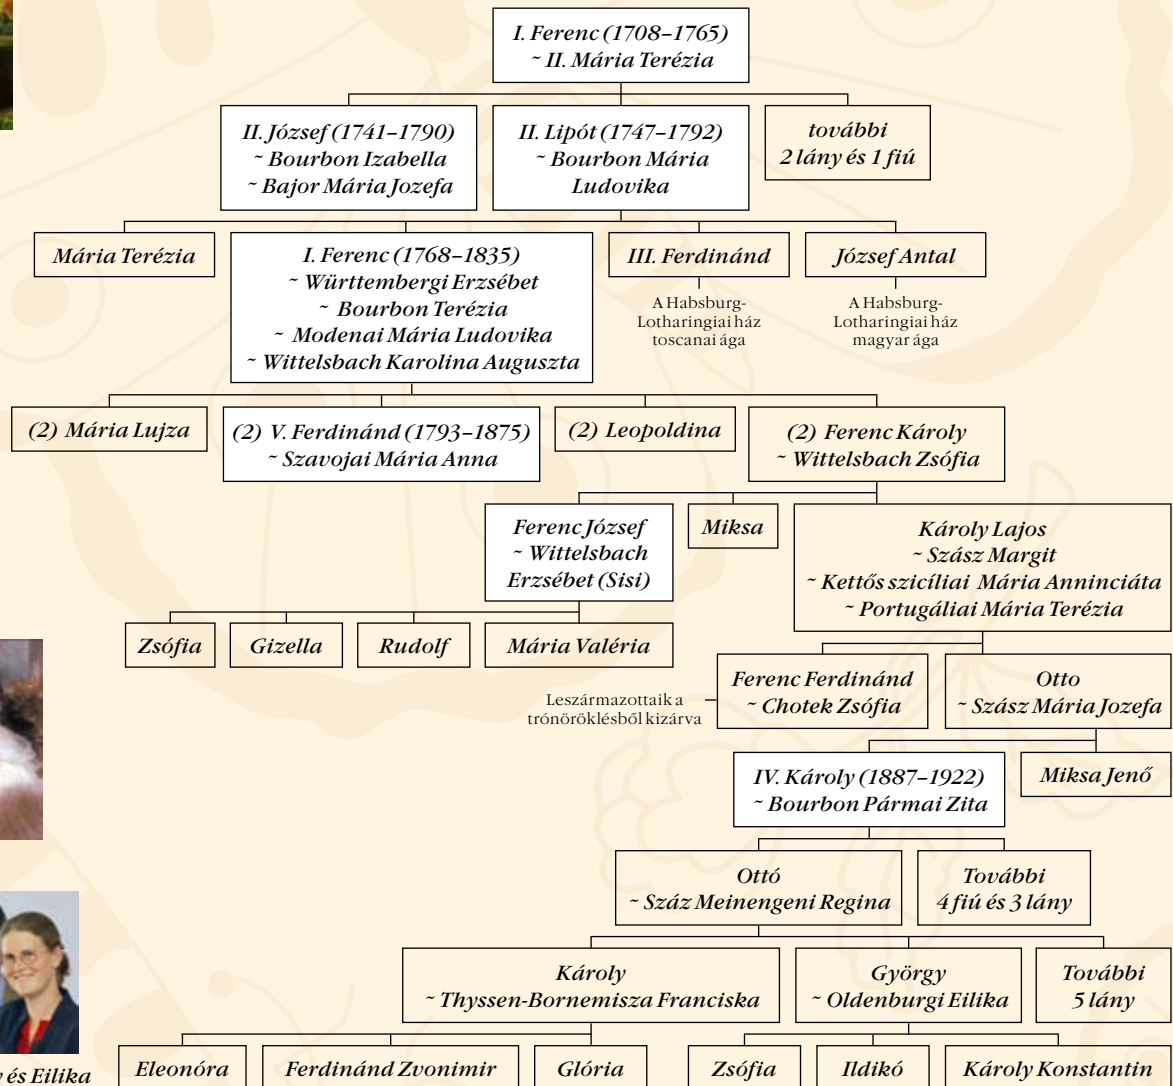 I. Ferenc (1708–1765)
~ II. Mária Terézia
II. József (1741–1790)
~ Bourbon Izabella
~ Bajor Mária Jozefa
II. Lipót (1747–1792)
~ Bourbon Mária
Ludovika
további
2 lány és 1 fiú
Mária Terézia
I. Ferenc (1768–1835)
~ Württembergi Erzsébet
~ Bourbon Terézia
~ Modenai Mária Ludovika
~ Wittelsbach Karolina Auguszta
III. Ferdinánd
József Antal
A Habsburg-
Lotharingiai ház
toscanai ága
A Habsburg-
Lotharingiai ház
magyar ága
(2) Mária Lujza
(2) V. Ferdinánd (1793–1875)
~ Szavojai Mária Anna
(2) Leopoldina
(2) Ferenc Károly
~ Wittelsbach Zsófia
Ferenc József
~ Wittelsbach
Erzsébet (Sisi)
Miksa
Károly Lajos
~ Szász Margit
~ Kettős szicíliai Mária Anninciáta
~ Portugáliai Mária Terézia
Zsófia
Gizella
Rudolf
Mária Valéria
Leszármazottaik a
trónöröklésből kizárva
Ferenc Ferdinánd
~ Chotek Zsófia
Otto
~ Szász Mária Jozefa
IV. Károly (1887–1922)
~ Bourbon Pármai Zita
Miksa Jenő
Ottó
~ Száz Meinengeni Regina
További
4 fiú és 3 lány
Károly
~ Thyssen-Bornemisza Franciska
György
~ Oldenburgi Eilika
További
5 lány
és Eilika
Eleonóra
Ferdinánd Zvonimir
Glória
Zsófia
Ildikó
Károly Konstantin